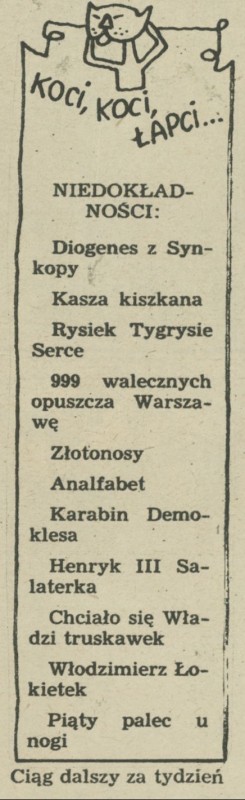 KOCI, KOCI,
ŁAPCI...
NIEDOKŁAD-
NOŚCI:
Diogenes z Syn-
kopy
Kasza kiszkana
Rysiek Tygrysie
Serce
999 walecznych
opuszcza Warsza-
wę
Złotonosy
Analfabet
Karabin Demo-
klesa
Henryk III Sa-
laterka
Chciało się Wła-
dzi truskawek
Włodzimierz Ło-
kietek
Piąty palec u
nogi
Ciąg dalszy za tydzień